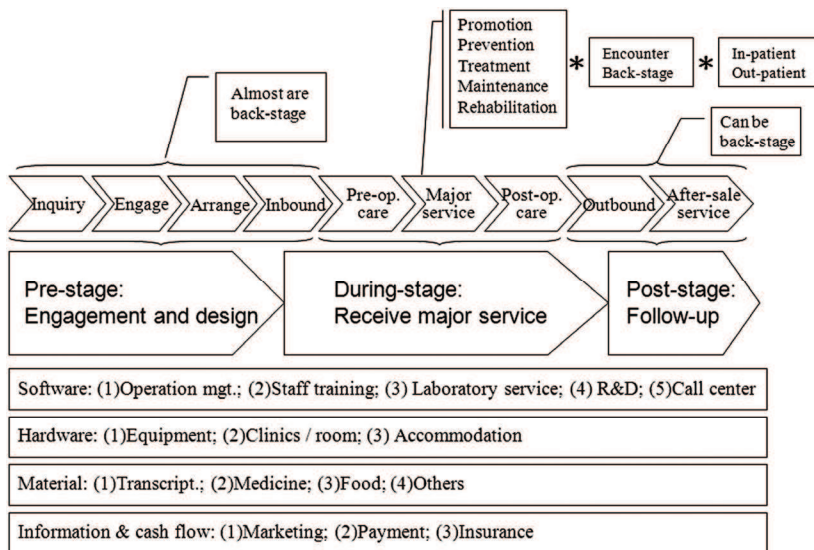 Promotion
Prevention
Treatment
Maintenance
Rehabilitation
*
Encounter
Back-stage
*
In-patient
Out-patient
Almost are
back-stage
Can be
back-stage
Inquiry
Engage
Arrange
Inbound
Pre-op.
care
Major
service
Post-op.
care
Outbound
After-sale
service
Pre-stage:
Engagement and design
During-stage:
Receive major service
Post-stage:
Follow-up
Software: (1)Operation mgt.; (2)Staff training; (3) Laboratory service; (4) R&D; (5)Call center
Hardware: (1)Equipment; (2)Clinics / room; (3) Accommodation
Material: (1)Transcript.; (2)Medicine; (3)Food; (4)Others
Information & cash flow: (1)Marketing; (2)Payment; (3)Insurance